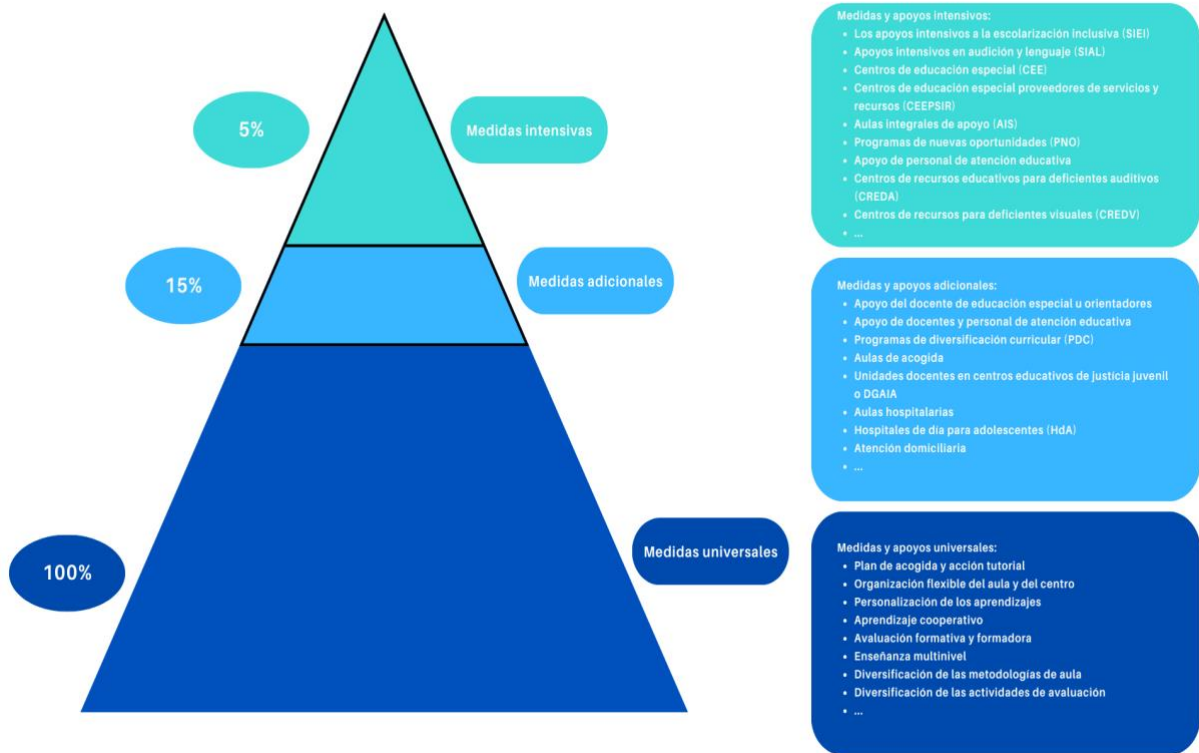 5%
Medidas intensivas
15%
Medidas adicionales
100%
Medidas universales
Medidas y apoyos intensivos:
• Los apoyos intensivos a la escolarización inclusiva (SIEI)
• Apoyos intensivos en audición y lenguaje (SIAL)
• Centros de educación especial (CEE)
• Centros de educación especial proveedores de servicios y
recursos (CEEPSIR)
• Aulas integrales de apoyo (AIS)
• Programas de nuevas oportunidades (PNO)
• Apoyo de personal de atención educativa
• Centros de recursos educativos para deficientes auditivos
(CREDA)
• Centros de recursos para deficientes visuales (CREDV)
• ...
Medidas y apoyos adicionales:
• Apoyo del docente de educación especial u orientadores
• Apoyo de docentes y personal de atención educativa
• Programas de diversificación curricular (PDC)
• Aulas de acogida
• Unidades docentes en centros educativos de justícia juvenil
o DGAIA
• Aulas hospitalarias
• Hospitales de día para adolescentes (HdA)
• Atención domiciliaria
• ...
Medidas y apoyos universales:
• Plan de acogida y acción tutorial
• Organización flexible del aula y del centro
• Personalización de los aprendizajes
• Aprendizaje cooperativo
• Avaluación formativa y formadora
• Enseñanza multinivel
• Diversificación de las metodologías de aula
• Diversificación de las actividades de avaluación
• ...